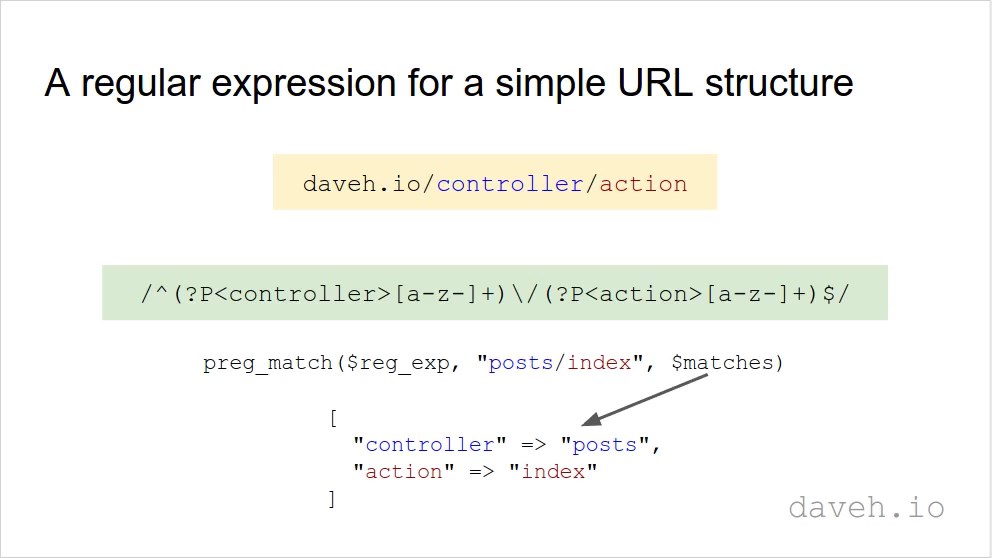 A regular expression for a simple URL structure
daveh.io/controller/action
/^(?P<controller>[a-z-]+)\/(?P<action>[a-z-]+)$/
preg_match($reg_exp, "posts/index", $matches)
[
"controller" => "posts",
"action" => "index"
]
daveh.io